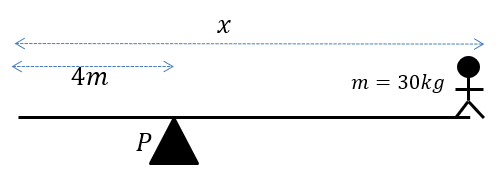 x
4m
m = 30kg
P